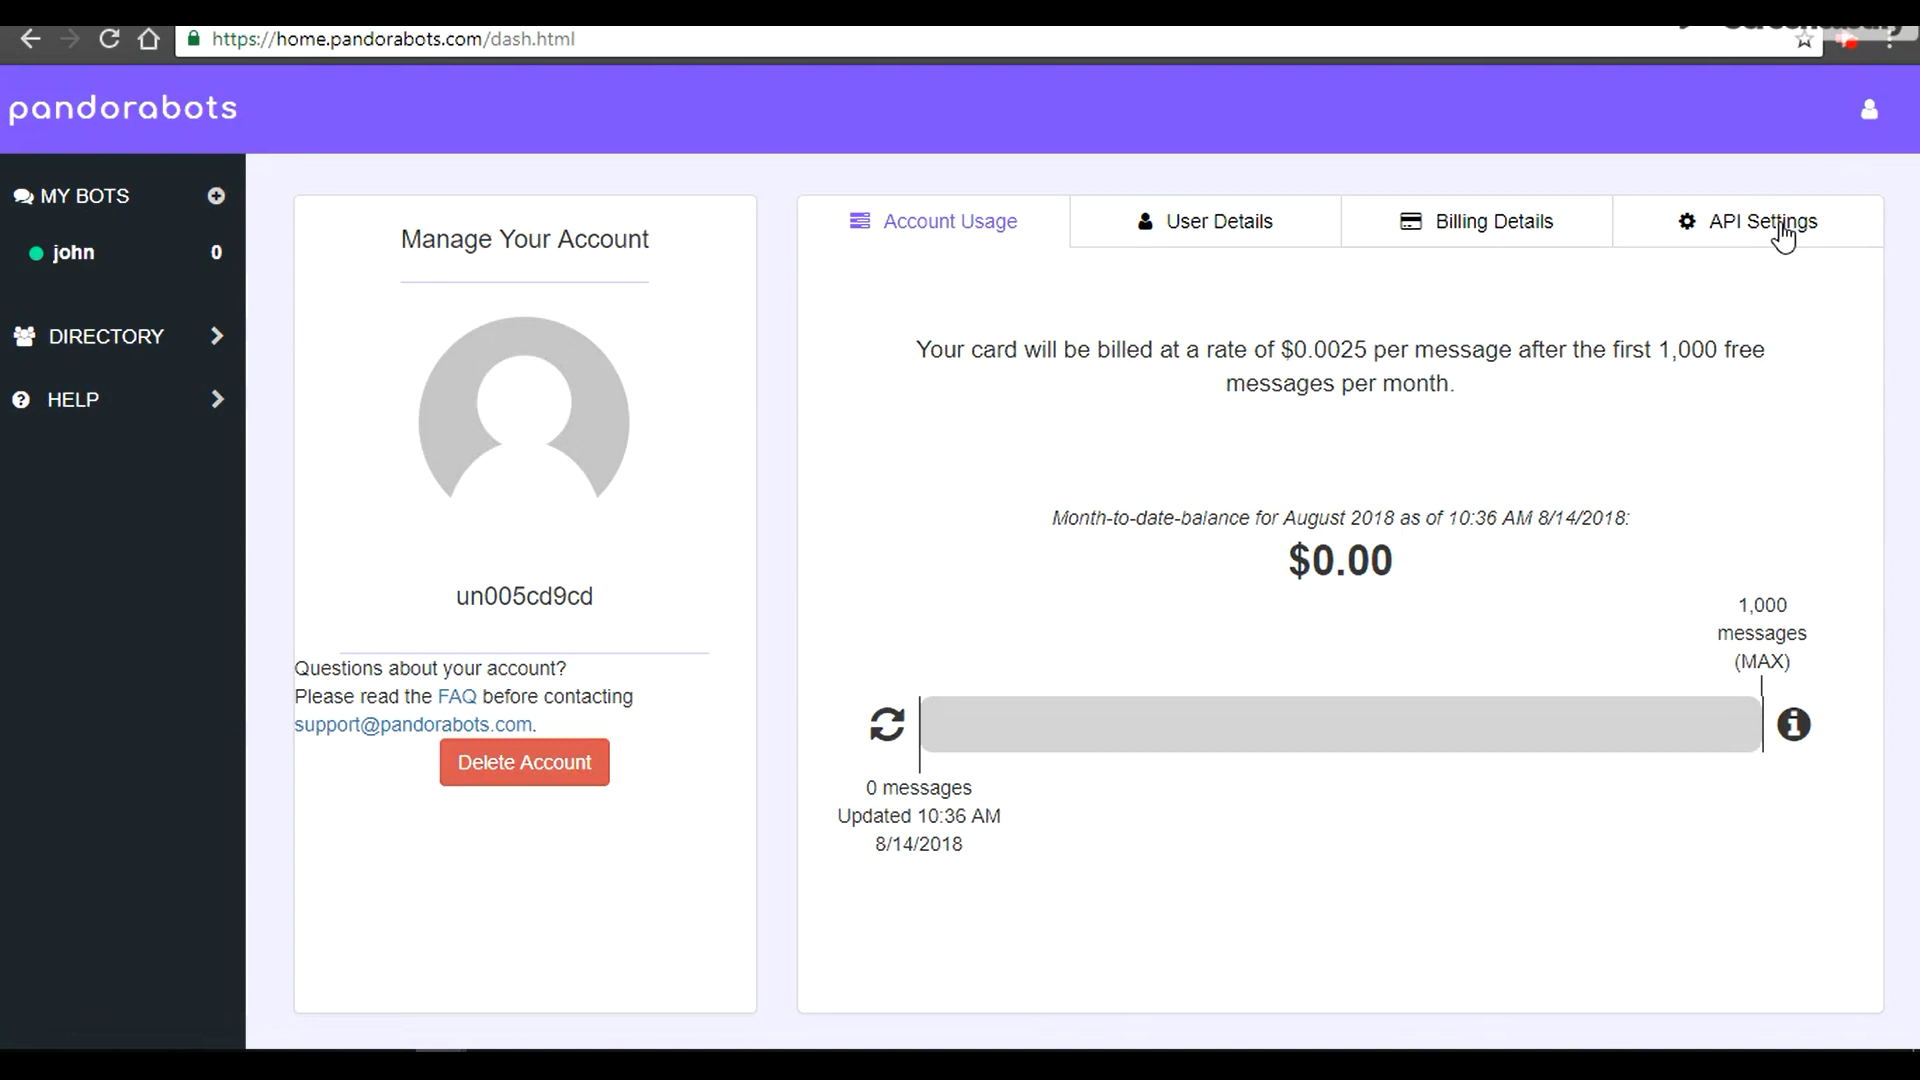 https://home.pandorabots.com/dash.html
pandorabots
MY BOTS
john 0
DIRECTORY
HELP
Manage Your Account
un005cd9cd
Questions about your account?
Please read the FAQ before contacting
support@pandorabots.com.
Delete Account
Account Usage
User Details
Billing Details
API Settings
Your card will be billed at a rate of $0.0025 per message after the first 1,000 free
messages per month.
Month-to-date-balance for August 2018 as of 10:36 AM 8/14/2018:
$0.00
1,000
messages
(MAX)
0 messages
Updated 10:36 AM
8/14/2018